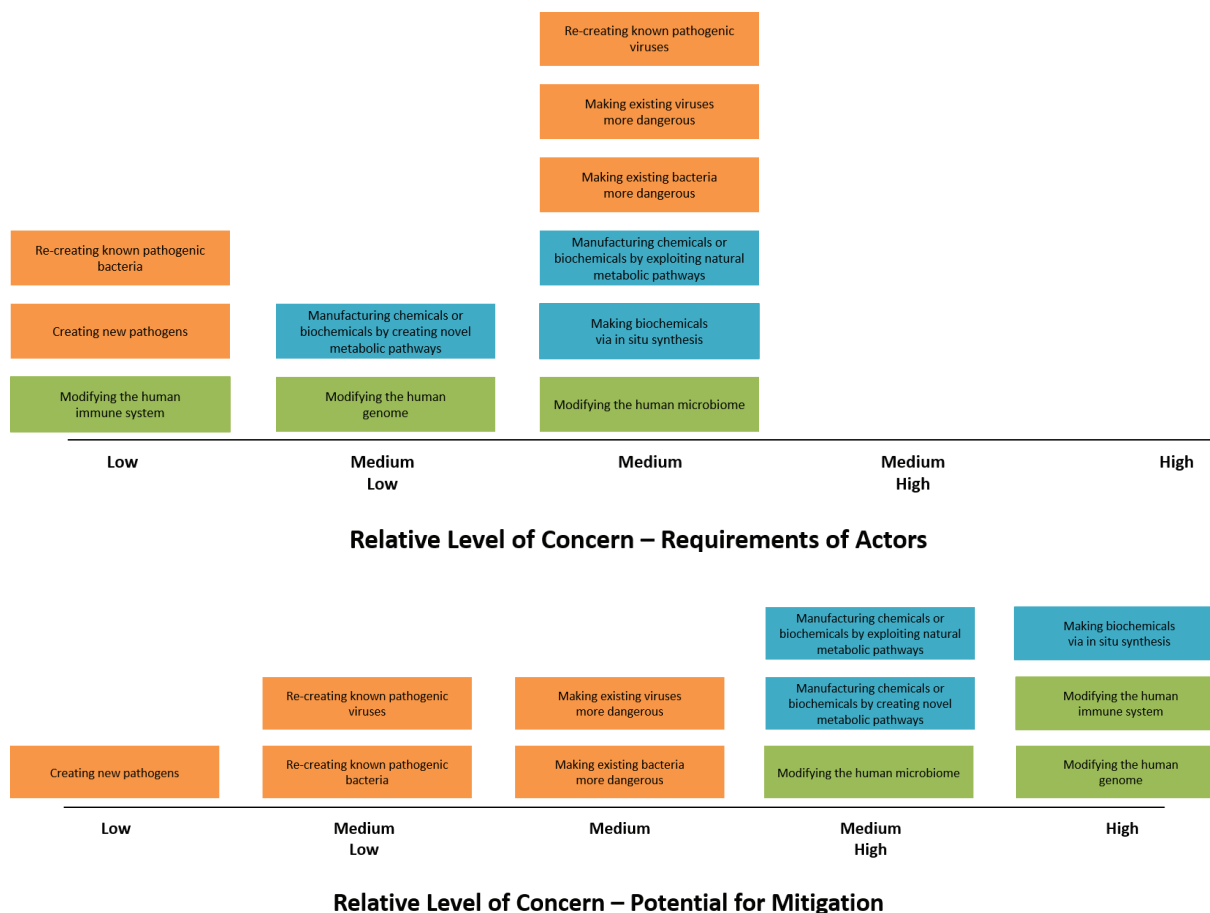 Re-creating known pathogenic
viruses
Making existing viruses
more dangerous
Making existing bacteria
more dangerous
Re-creating known pathogenic
bacteria
Manufacturing chemicals or
biochemicals by exploiting natural
metabolic pathways
Creating new pathogens
Manufacturing chemicals or
biochemicals by creating novel
metabolic pathways
Making biochemicals
via in situ synthesis
Modifying the human
immune system
Modifying the human
genome
Modifying the human microbiome
Low
Medium
Low
Medium
Medium
High
High
Relative Level of Concern – Requirements of Actors
Manufacturing chemicals or
biochemicals by exploiting natural
metabolic pathways
Making biochemicals
via in situ synthesis
Re-creating known pathogenic
viruses
Making existing viruses
more dangerous
Manufacturing chemicals or
biochemicals by creating novel
metabolic pathways
Modifying the human
immune system
Creating new pathogens
Re-creating known pathogenic
bacteria
Making existing bacteria
more dangerous
Modifying the human microbiome
Modifying the human
genome
Low
Medium
Low
Medium
Medium
High
High
Relative Level of Concern – Potential for Mitigation